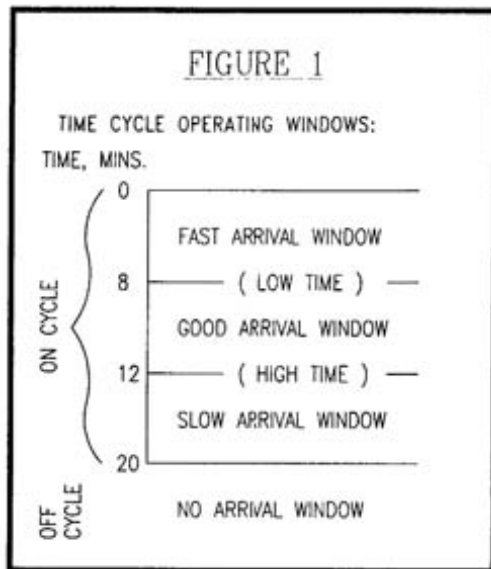 FIGURE 1
TIME CYCLE OPERATING WINDOWS:
TIME, MINS.
0
FAST ARRIVAL WINDOW
8
( LOW TIME )
GOOD ARRIVAL WINDOW
12
( HIGH TIME )
SLOW ARRIVAL WINDOW
20
ON CYCLE
OFF CYCLE
NO ARRIVAL WINDOW